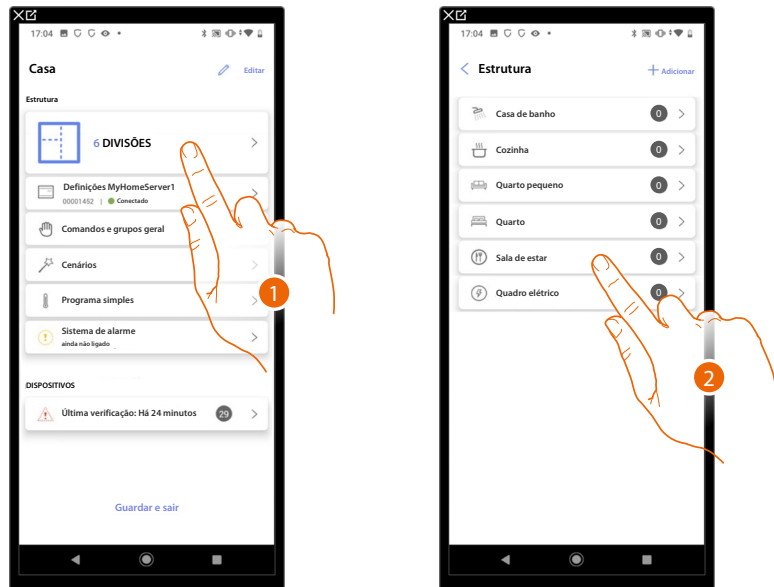 17:04
Casa
Editar
Estrutura
6 DIVISÕES
Definições MyHomeServer1
00001452 | Conectado
Comandos e grupos geral
Cenários
Programa simples
Sistema de alarme
ainda não ligado
DISPOSITIVOS
Última verificação: Há 24 minutos 29
Guardar e sair
1
17:04
Estrutura
Adicionar
Casa de banho 0
Cozinha 0
Quarto pequeno 0
Quarto 0
Sala de estar 0
Quadro elétrico 0
2